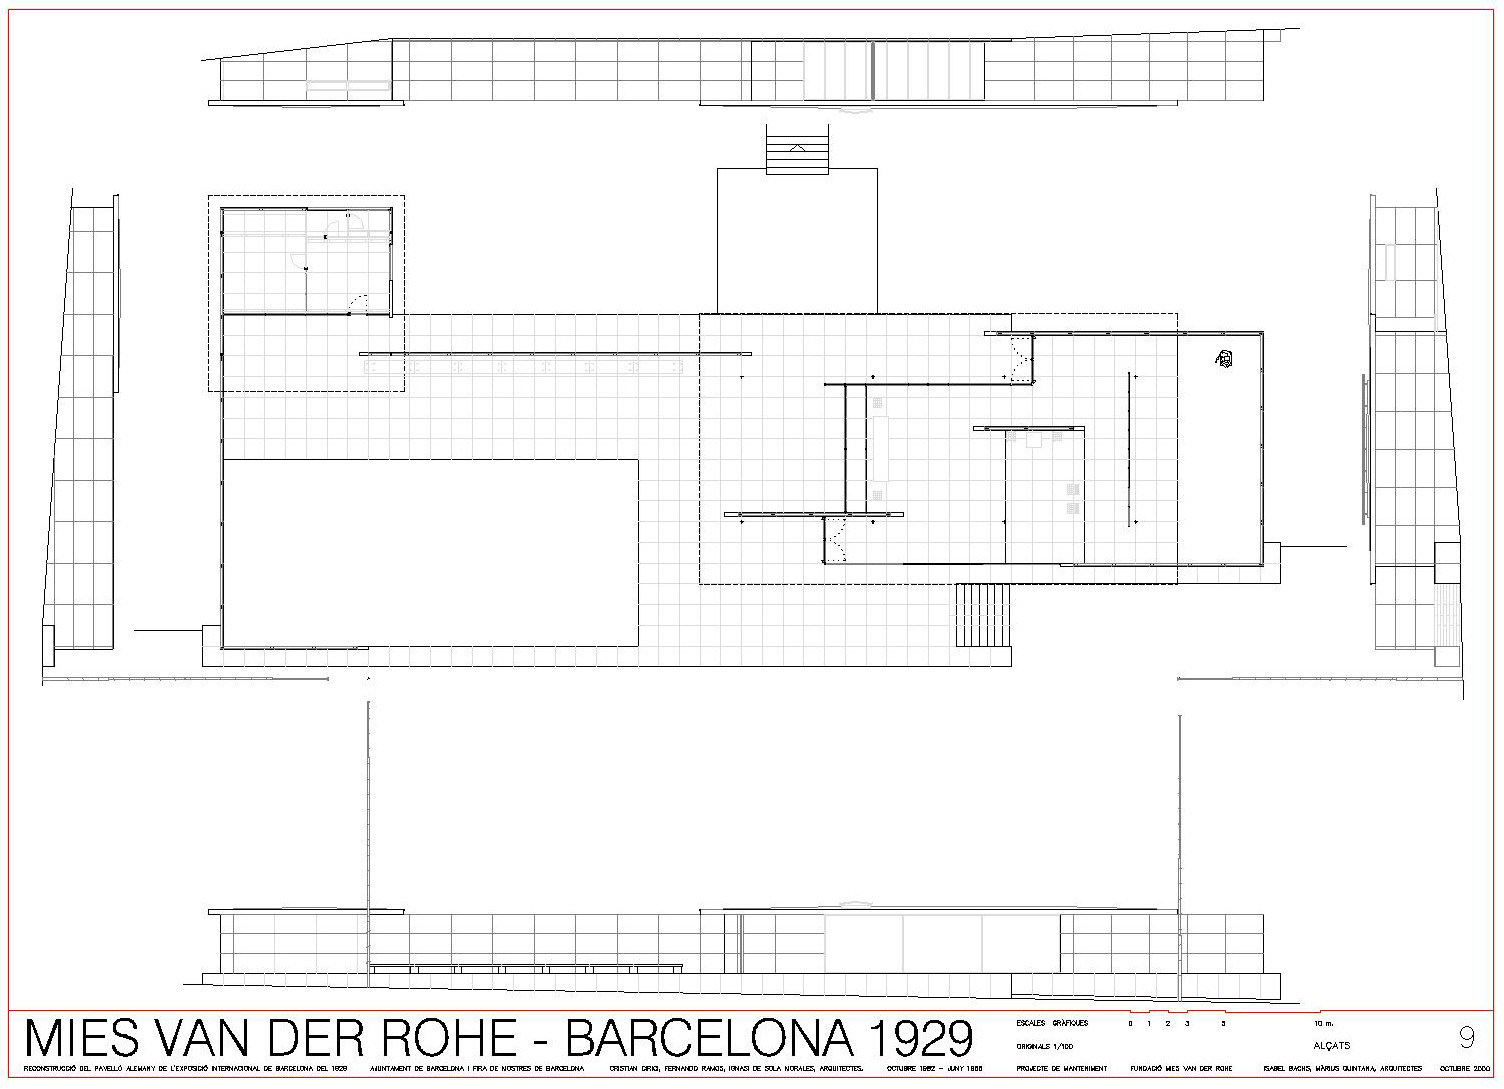 MIES VAN DER ROHE - BARCELONA 1929
ESCALES GRÀFIQUES
0 1 2 3 5 10 m.
ORIGINALS 1/100
ALÇATS
9
RECONSTRUCCIÓ DEL PAVELLÓ ALEMANY DE L'EXPOSICIÓ INTERNACIONAL DE BARCELONA DEL 1929 AJUNTAMENT DE BARCELONA I FIRA DE MOSTRES DE BARCELONA CRISTIAN CIRICI, FERNANDO RAMOS, IGNASI DE SOLA MORALES, ARQUITECTES. OCTUBRE 1982 - JUNY 1986 PROJECTE DE MANTENIMENT FUNDACIÓ MIES VAN DER ROHE ISABEL BACHS, MÀRIUS QUINTANA, ARQUITECTES OCTUBRE 2000